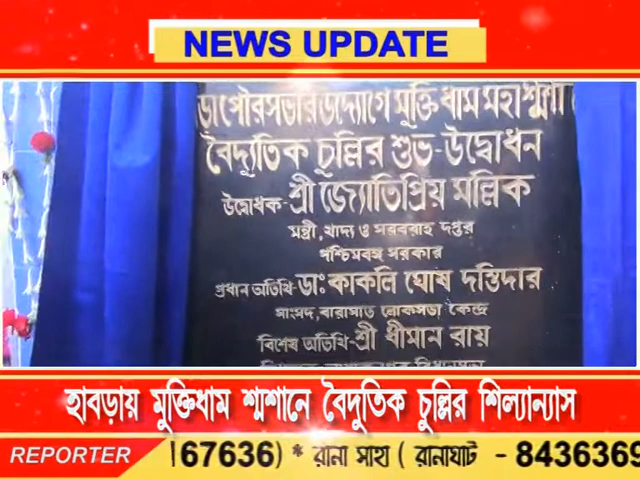 NEWS UPDATE
ড়া পৌরসভার উদ্যোগে মুক্তি ধাম মহাশ্মশা
বৈদ্যুতিক চুল্লির শুভ-উদ্বোধন
উদ্বোধক-শ্রী জ্যোতিপ্রিয় মল্লিক
মন্ত্রী,খাদ্য ও সরবরাহ দপ্তর
পশ্চিমবঙ্গ সরকার
প্রধান অতিথি-ডাঃ কাকলি ঘোষ দস্তিদার
সাংসদ, বারাসাত লোকসভা কেন্দ্র
বিশেষ অতিথি-শ্রী ধীমান রায়
হাবড়ায় মুক্তিধাম শ্মশানে বৈদুতিক চুল্লির শিল্যান্যাস
REPORTER 67636) * রানা সাহা ( রানাঘাট - 8436369